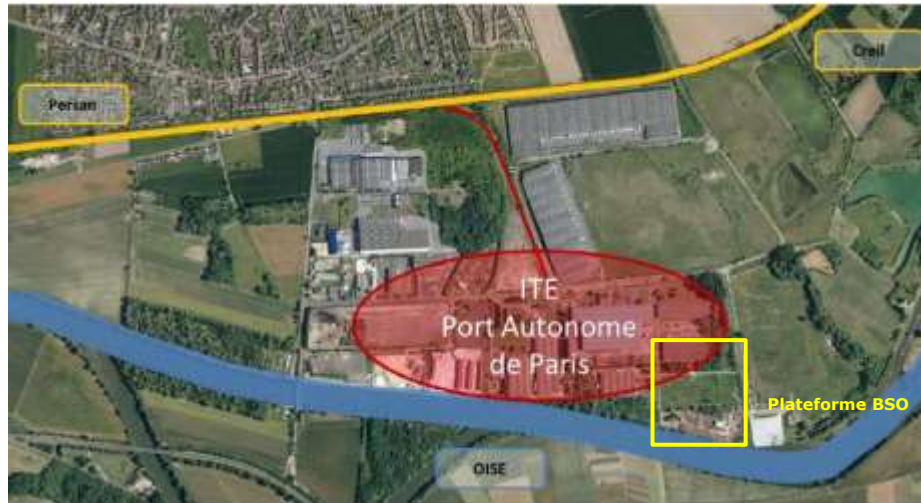 Creil
Persan
ITE
Port Autonome
de Paris
Plateforme BSO
OISE